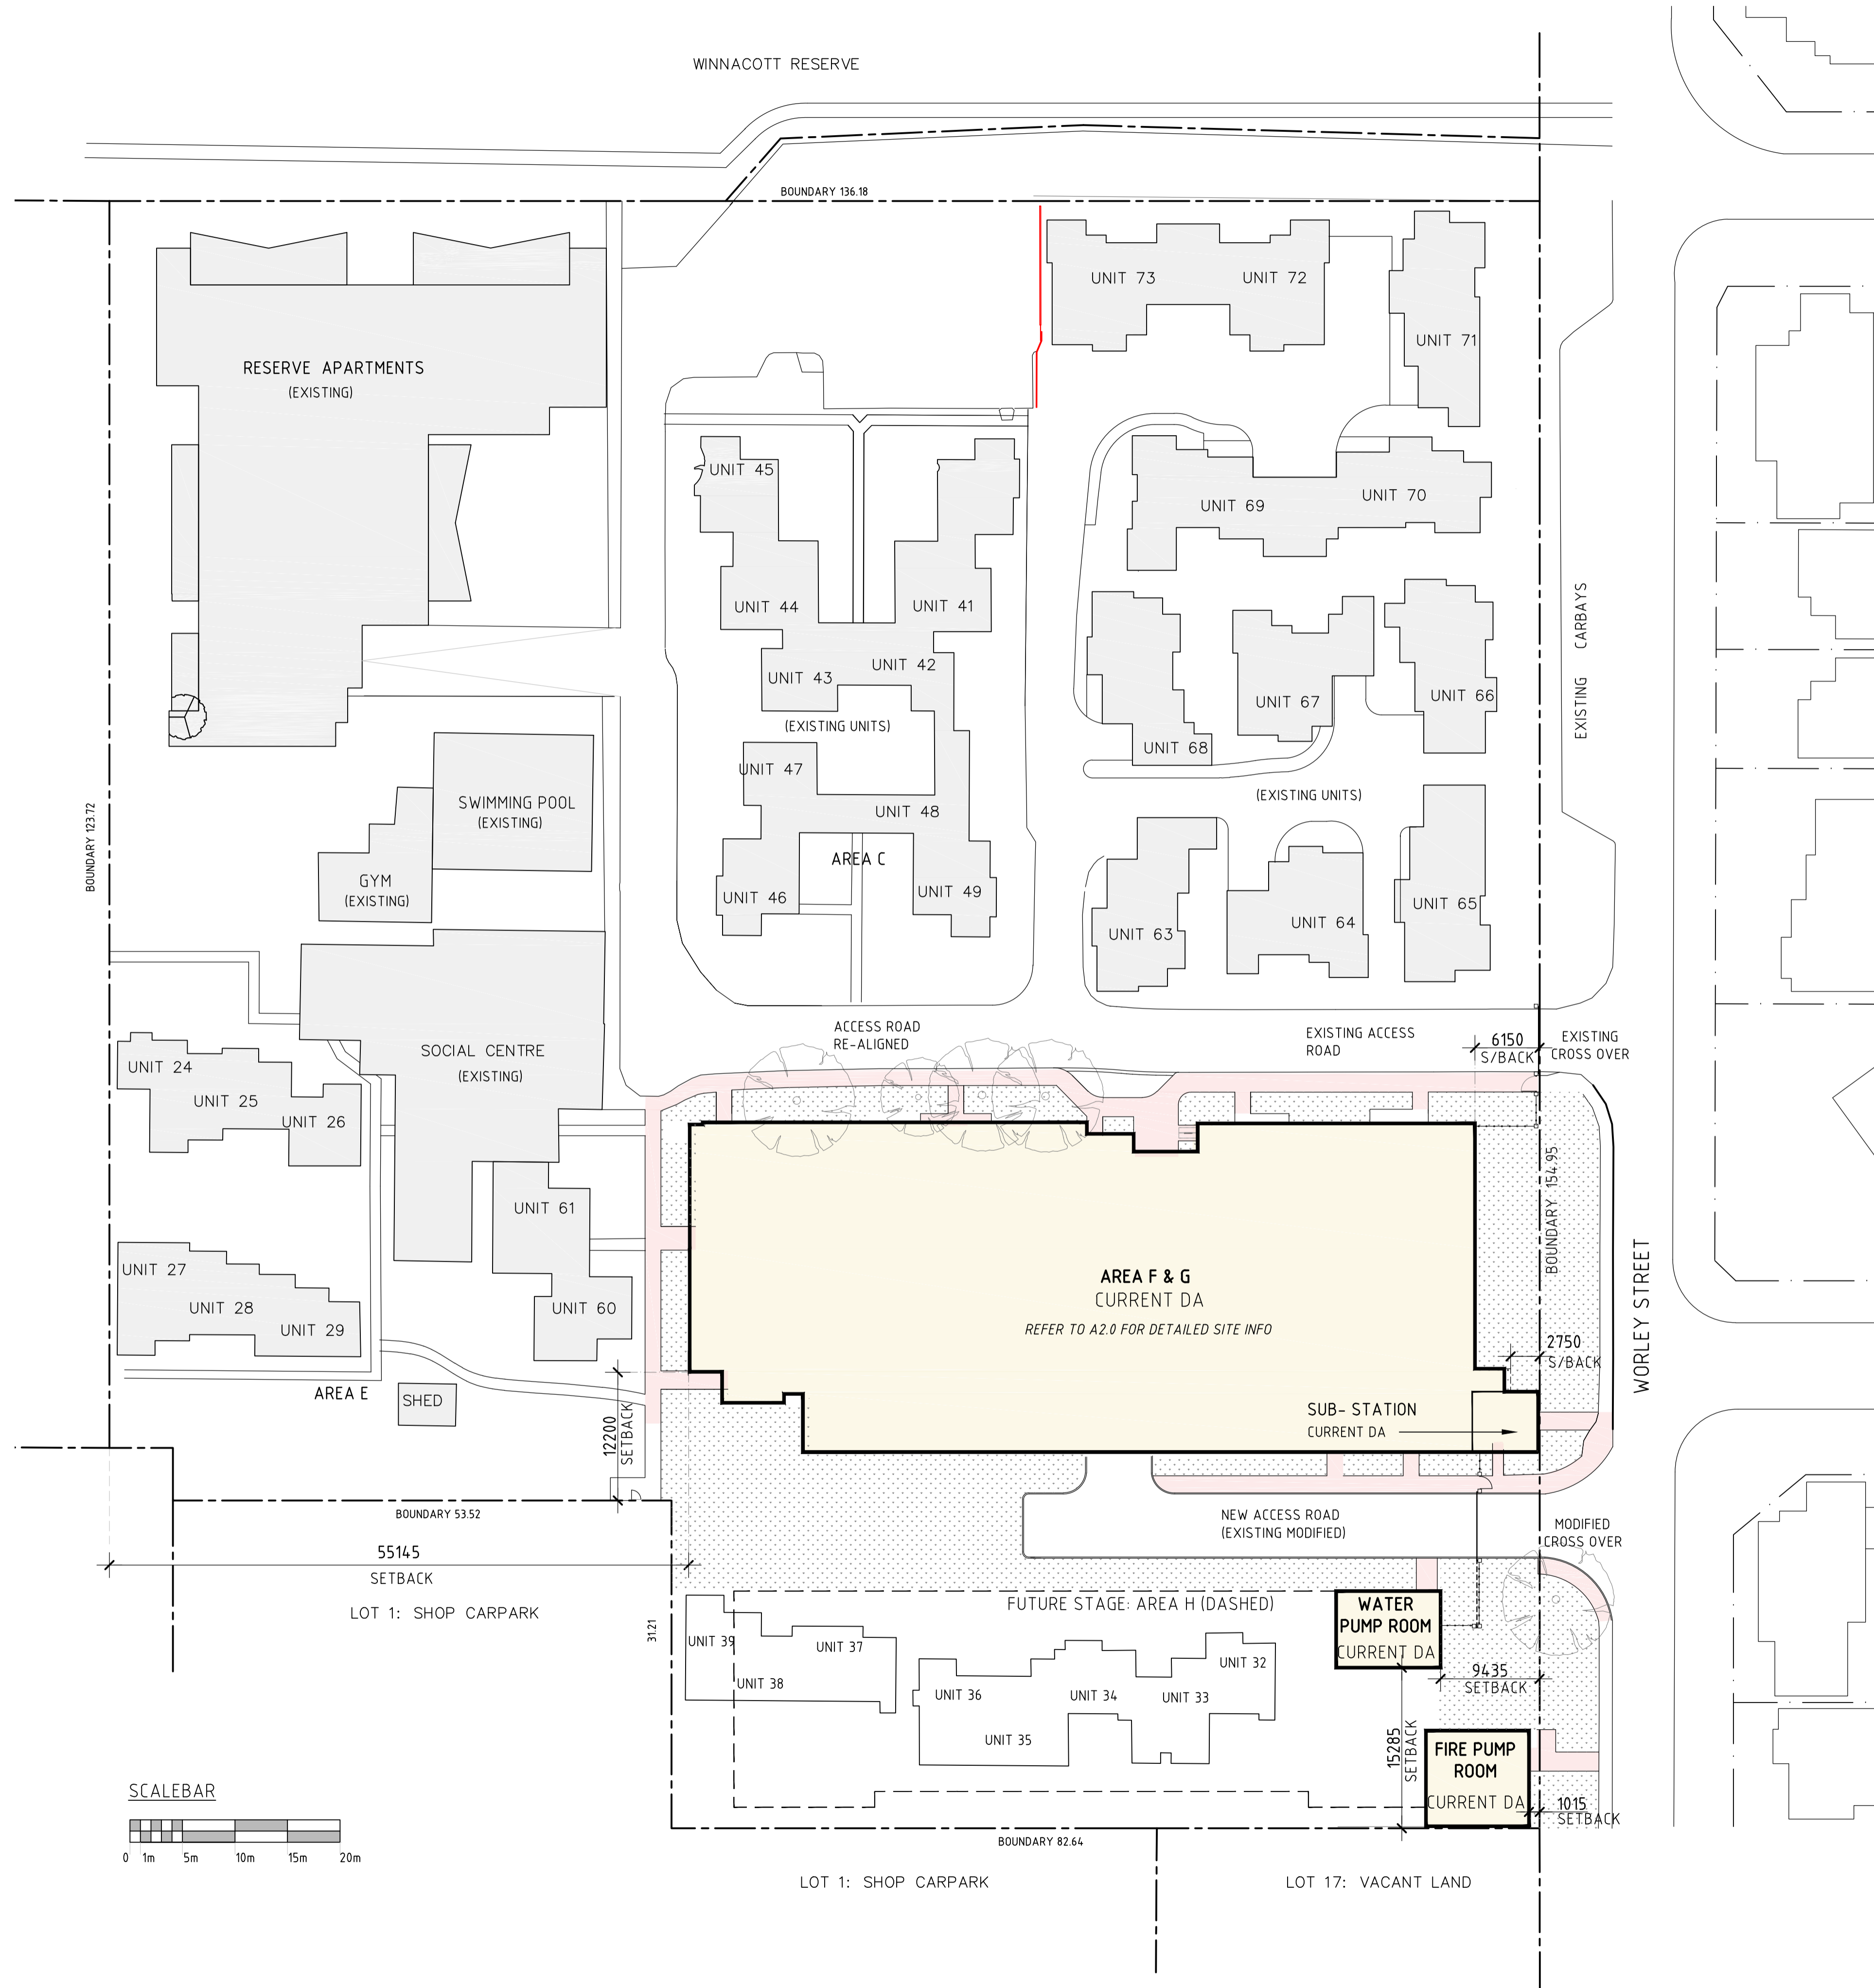 WINNACOTT RESERVE
BOUNDARY 136.18
UNIT 73
UNIT 72
UNIT 71
RESERVE APARTMENTS
(EXISTING)
UNIT 45
UNIT 69
UNIT 70
UNIT 44
UNIT 41
EXISTING CARBAYS
UNIT 43
UNIT 42
UNIT 67
UNIT 66
(EXISTING UNITS)
UNIT 68
UNIT 47
(EXISTING UNITS)
SWIMMING POOL
(EXISTING)
UNIT 48
BOUNDARY 123.72
AREA C
GYM
(EXISTING)
UNIT 46
UNIT 49
UNIT 63
UNIT 64
UNIT 65
ACCESS ROAD
RE-ALIGNED
EXISTING ACCESS
ROAD
6150
S/BACK
EXISTING
CROSS OVER
SOCIAL CENTRE
(EXISTING)
UNIT 24
UNIT 25
UNIT 26
BOUNDARY 154.95
UNIT 61
UNIT 27
UNIT 28
UNIT 29
UNIT 60
AREA F & G
CURRENT DA
REFER TO A2.0 FOR DETAILED SITE INFO
WORLEY STREET
2750
S/BACK
AREA E
SHED
12200
SETBACK
SUB- STATION
CURRENT DA
BOUNDARY 53.52
NEW ACCESS ROAD
(EXISTING MODIFIED)
MODIFIED
CROSS OVER
55145
SETBACK
LOT 1: SHOP CARPARK
31.21
FUTURE STAGE: AREA H (DASHED)
WATER
PUMP ROOM
CURRENT DA
UNIT 39
UNIT 37
UNIT 38
UNIT 36
UNIT 34
UNIT 33
UNIT 32
UNIT 35
9435
SETBACK
15285
SETBACK
FIRE PUMP
ROOM
CURRENT DA
1015
SETBACK
SCALEBAR
0 1m 5m 10m 15m 20m
BOUNDARY 82.64
LOT 1: SHOP CARPARK
LOT 17: VACANT LAND